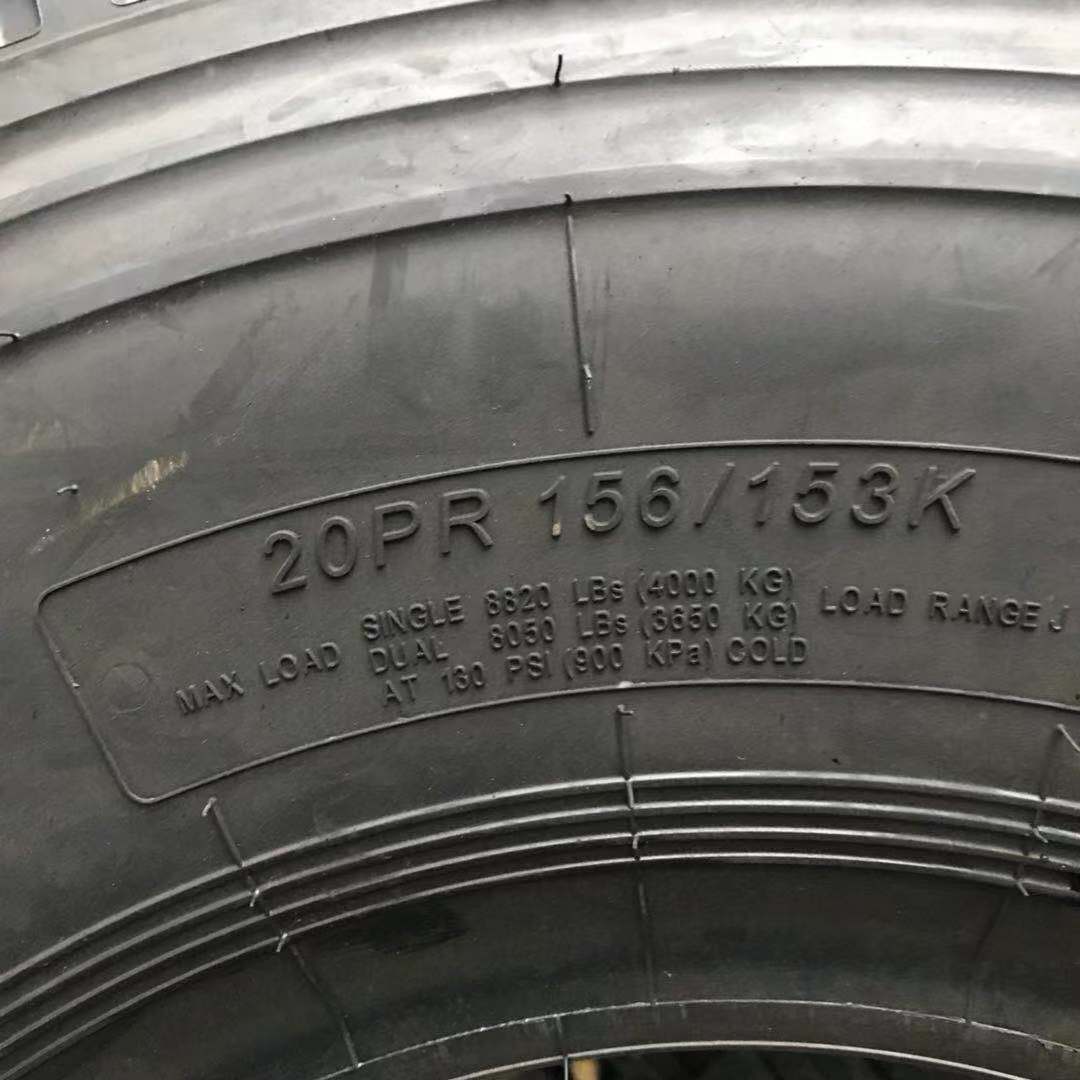 20PR 156/153K
MAX LOAD SINGLE 8820 LBs (4000 KG)
DUAL 8050 LBs (3650 KG)
AT 130 PSI (900 KPa) COLD
LOAD RANGE J